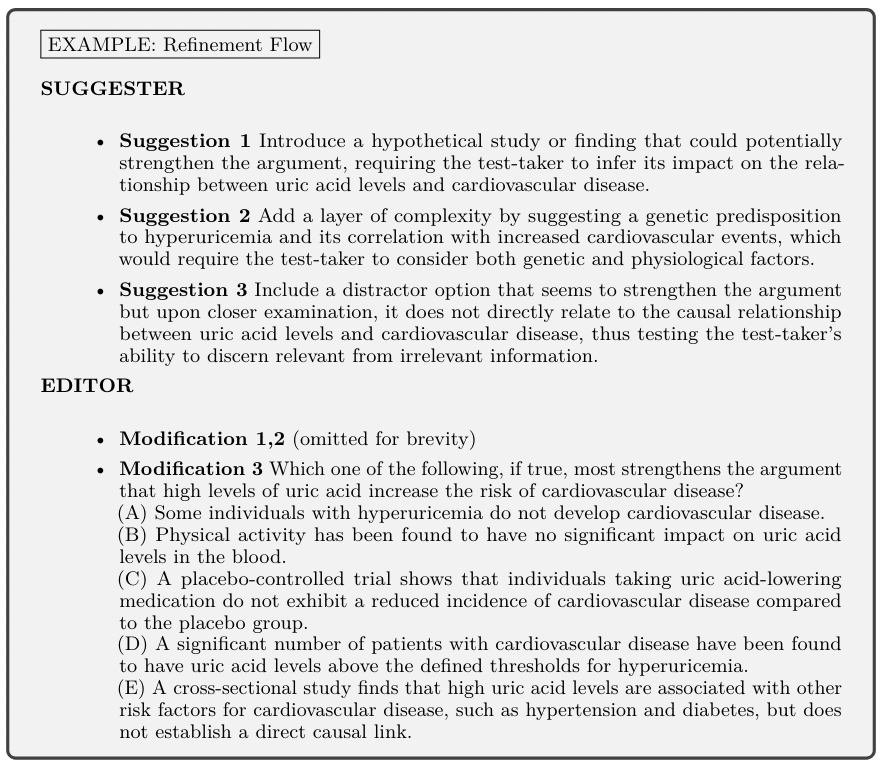 EXAMPLE: Refinement Flow
SUGGESTER
• Suggestion 1 Introduce a hypothetical study or finding that could potentially
strengthen the argument, requiring the test-taker to infer its impact on the rela-
tionship between uric acid levels and cardiovascular disease.
• Suggestion 2 Add a layer of complexity by suggesting a genetic predisposition
to hyperuricemia and its correlation with increased cardiovascular events, which
would require the test-taker to consider both genetic and physiological factors.
• Suggestion 3 Include a distractor option that seems to strengthen the argument
but upon closer examination, it does not directly relate to the causal relationship
between uric acid levels and cardiovascular disease, thus testing the test-taker's
ability to discern relevant from irrelevant information.
EDITOR
• Modification 1,2 (omitted for brevity)
• Modification 3 Which one of the following, if true, most strengthens the argument
that high levels of uric acid increase the risk of cardiovascular disease?
(A) Some individuals with hyperuricemia do not develop cardiovascular disease.
(B) Physical activity has been found to have no significant impact on uric acid
levels in the blood.
(C) A placebo-controlled trial shows that individuals taking uric acid-lowering
medication do not exhibit a reduced incidence of cardiovascular disease compared
to the placebo group.
(D) A significant number of patients with cardiovascular disease have been found
to have uric acid levels above the defined thresholds for hyperuricemia.
(E) A cross-sectional study finds that high uric acid levels are associated with other
risk factors for cardiovascular disease, such as hypertension and diabetes, but does
not establish a direct causal link.